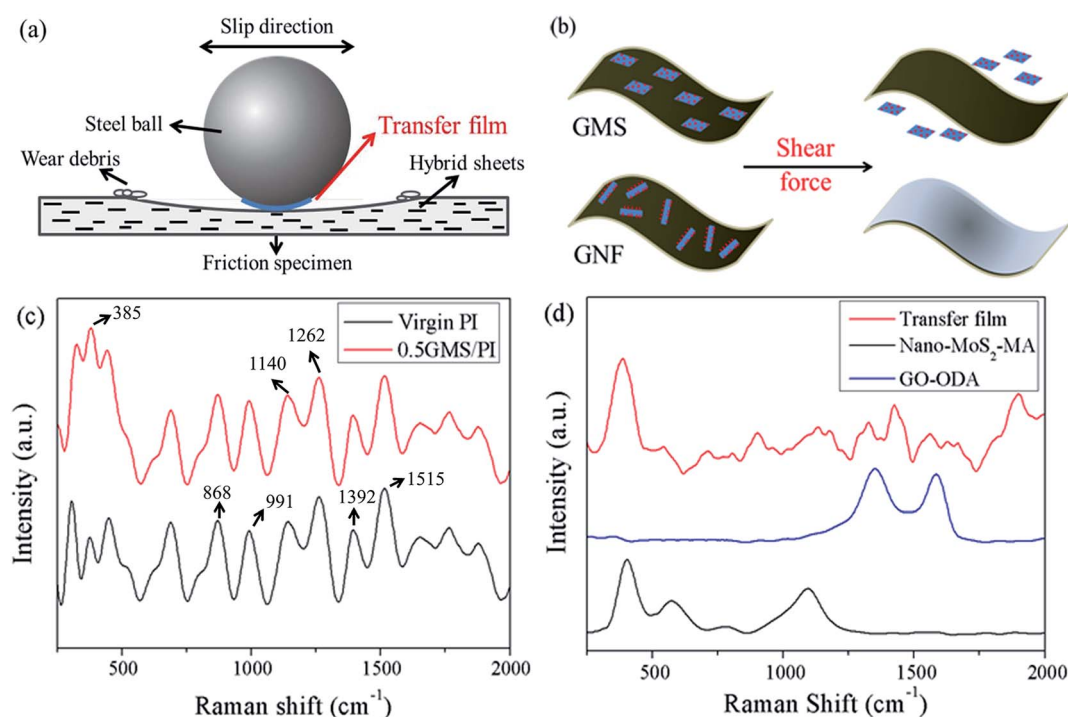 (a)
Slip direction
Steel ball
Transfer film
Wear debris
Hybrid sheets
Friction specimen
(b)
GMS
Shear
force
GNF
(c)
385
1140
1262
868
991
1392
1515
Virgin PI
0.5GMS/PI
Intensity (a.u.)
500
1000
1500
2000
Raman shift (cm⁻¹)
(d)
Transfer film
Nano-MoS₂-MA
GO-ODA
Intensity (a.u.)
500
1000
1500
2000
Raman Shift (cm⁻¹)